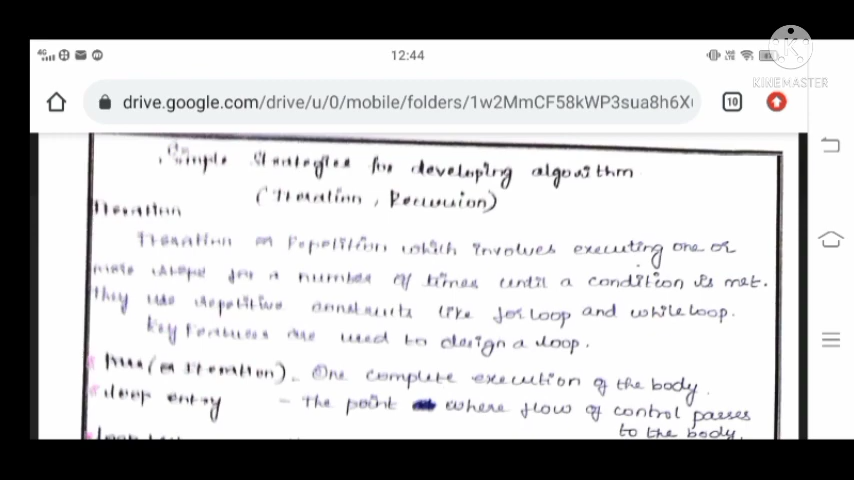 4G
12:44
KINEMASTER
drive.google.com/drive/u/0/mobile/folders/1w2MmCF58kWP3sua8h6X
10
Simple Strategies for developing algorithm
(Iteration, Recursion)
Iteration
Iteration or Repetition which involves executing one or
more steps for a number of times until a condition is met.
They use repetitive constructs like for loop and while loop.
Key Features are used to design a loop.
Pass (or Iteration) - One complete execution of the body.
loop entry - The point where flow of control passes
to the body.